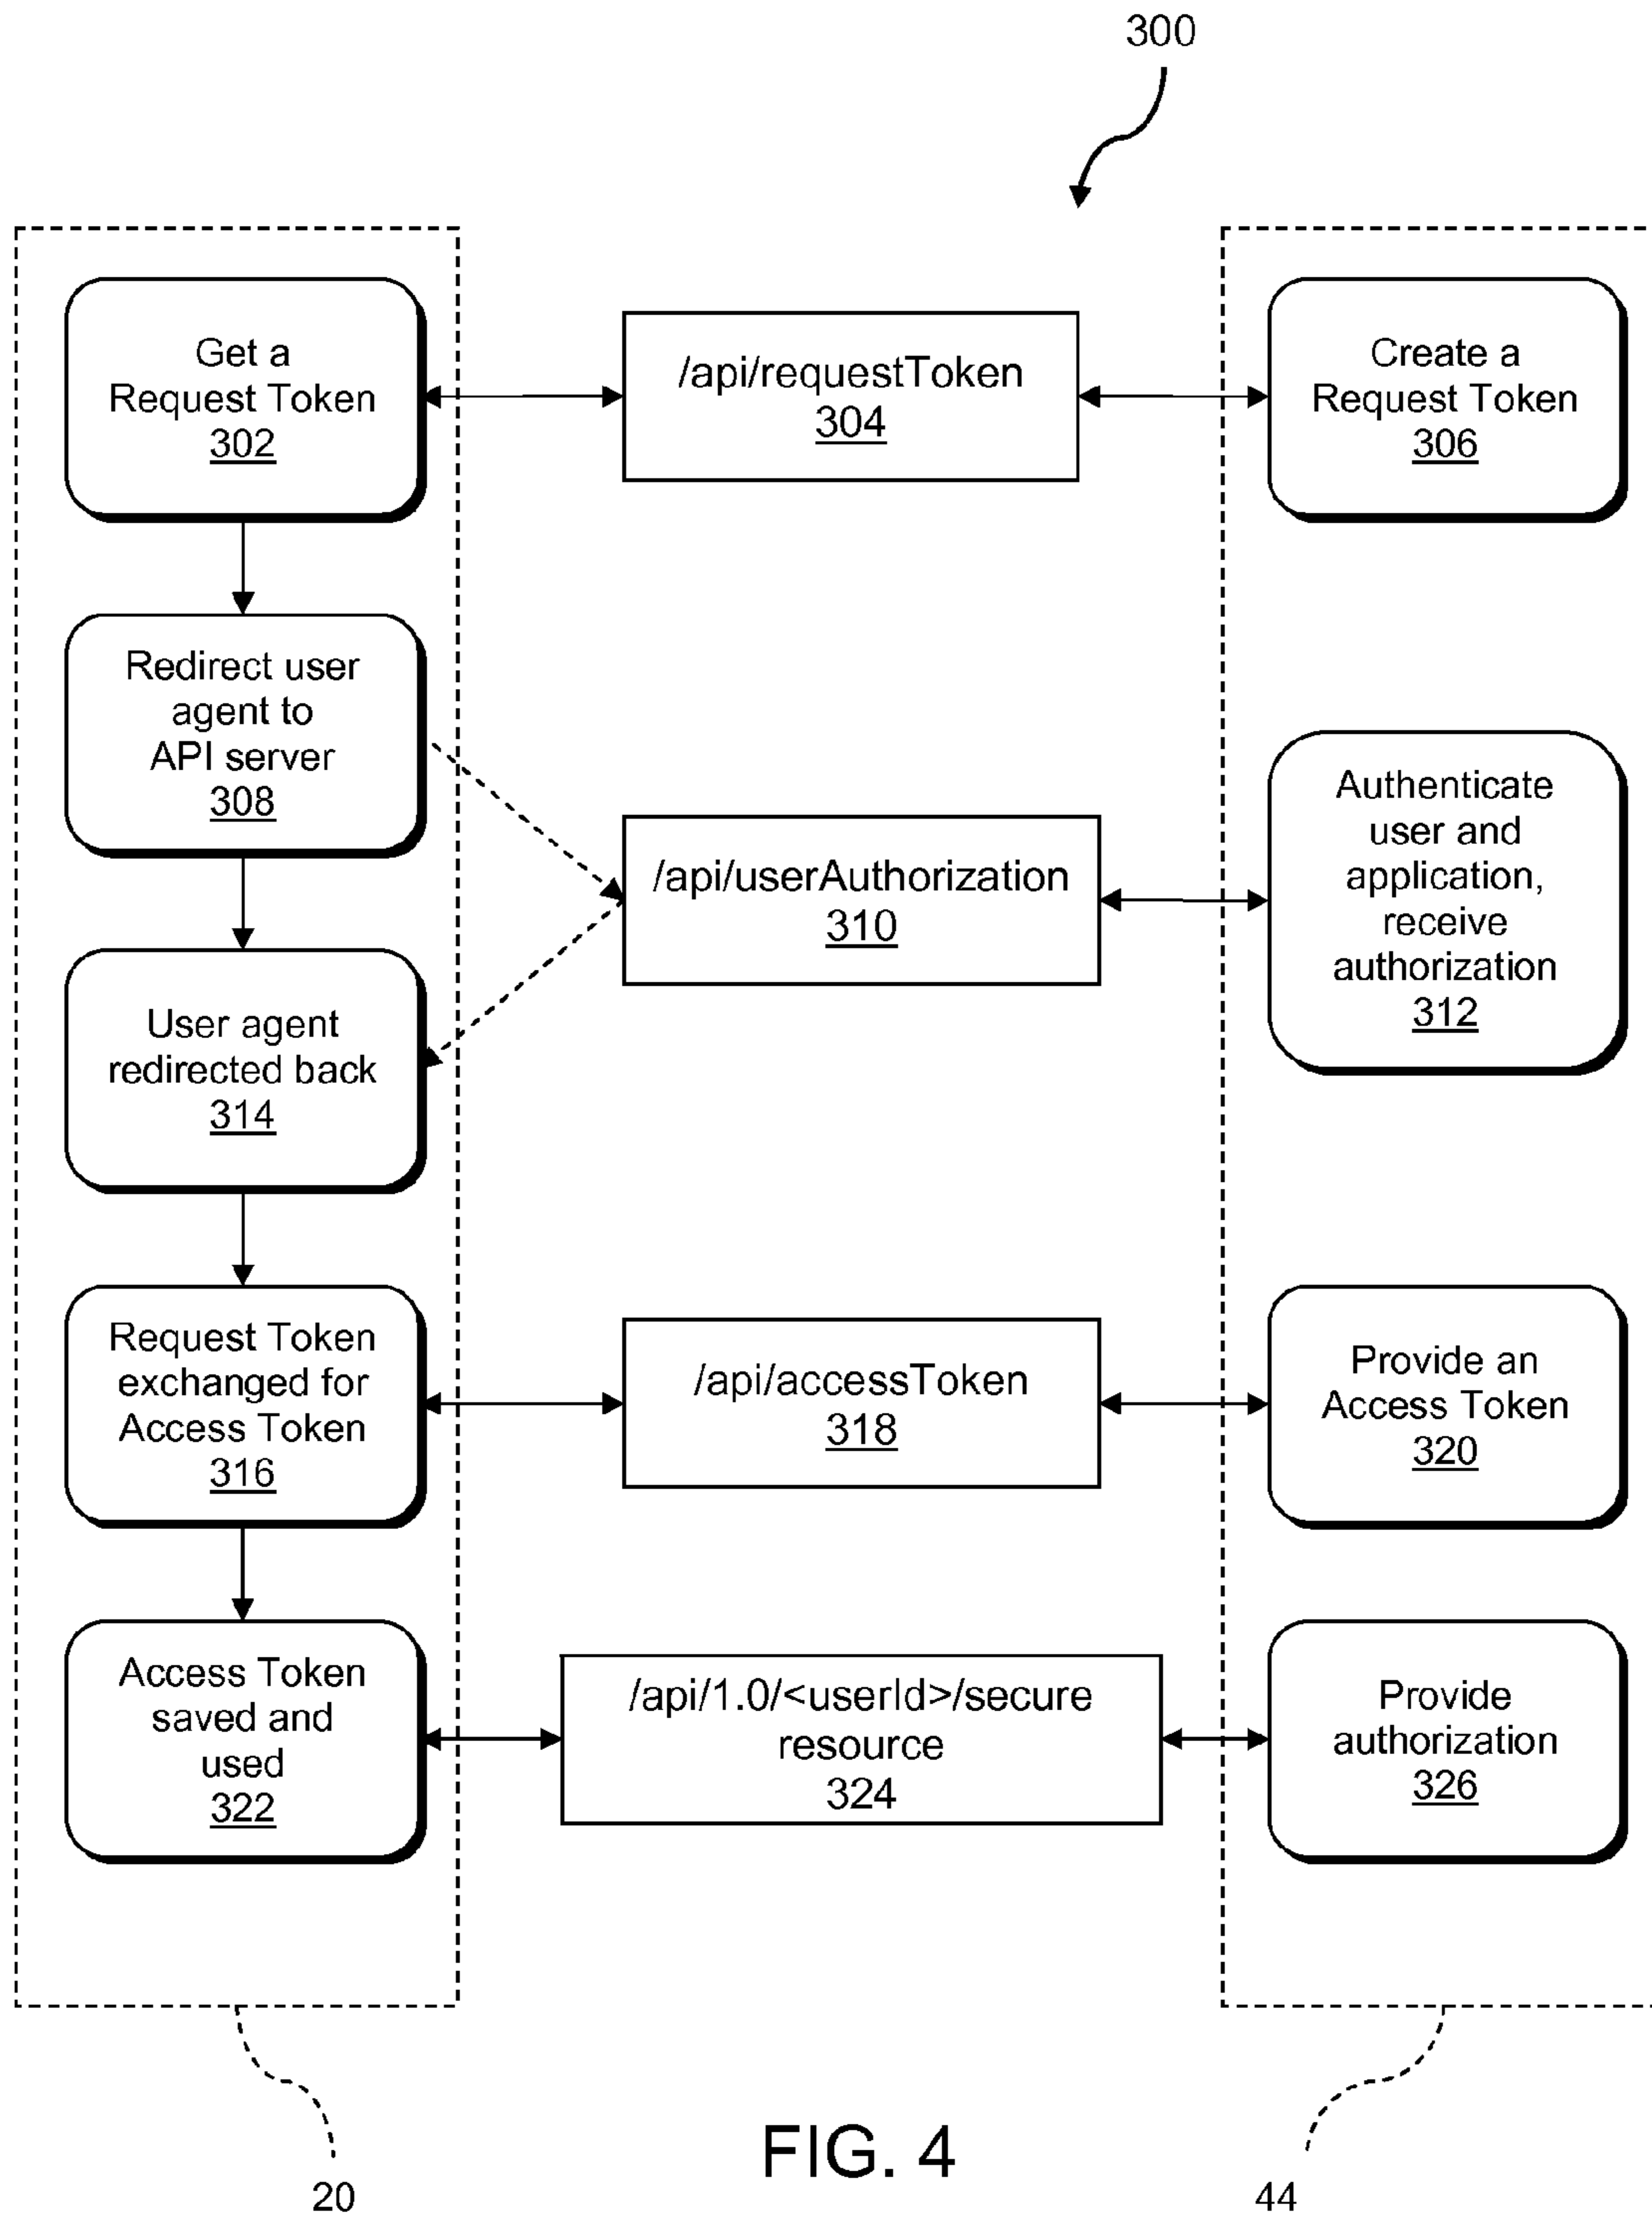 300
Get a
Request Token
302
/api/requestToken
304
Create a
Request Token
306
Redirect user
agent to
API server
308
/api/userAuthorization
310
Authenticate
user and
application,
receive
authorization
312
User agent
redirected back
314
Request Token
exchanged for
Access Token
316
/api/accessToken
318
Provide an
Access Token
320
Access Token
saved and
used
322
/api/1.0/<userId>/secure
resource
324
Provide
authorization
326
FIG. 4
20
44